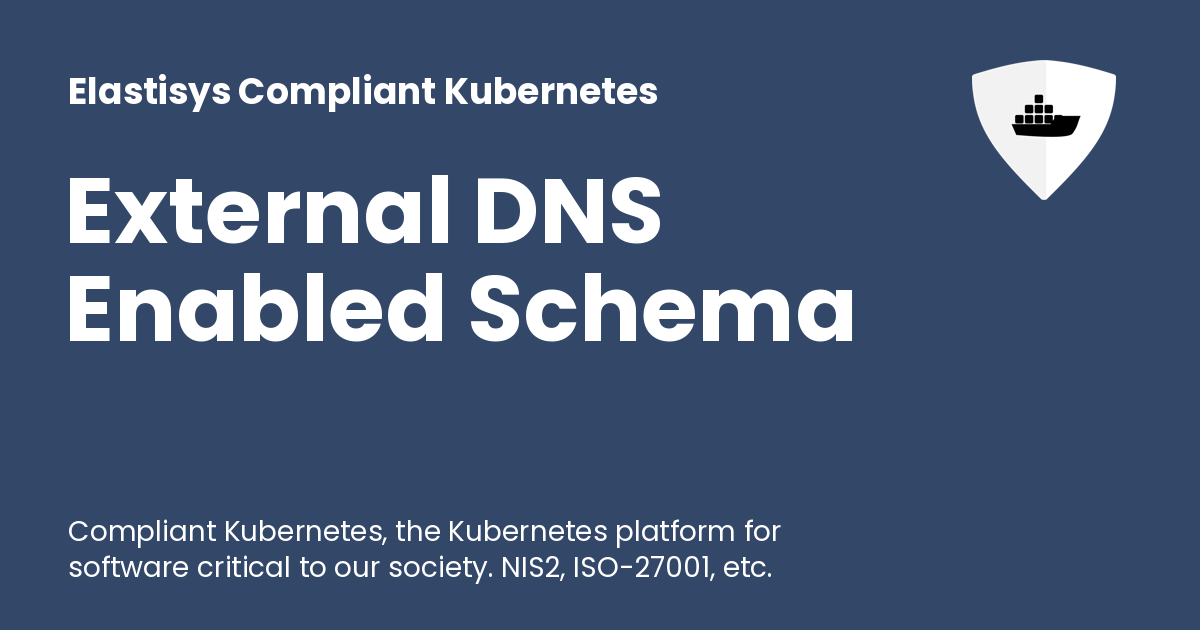 Elastisys Compliant Kubernetes
External DNS
Enabled Schema
Compliant Kubernetes, the Kubernetes platform for
software critical to our society. NIS2, ISO-27001, etc.